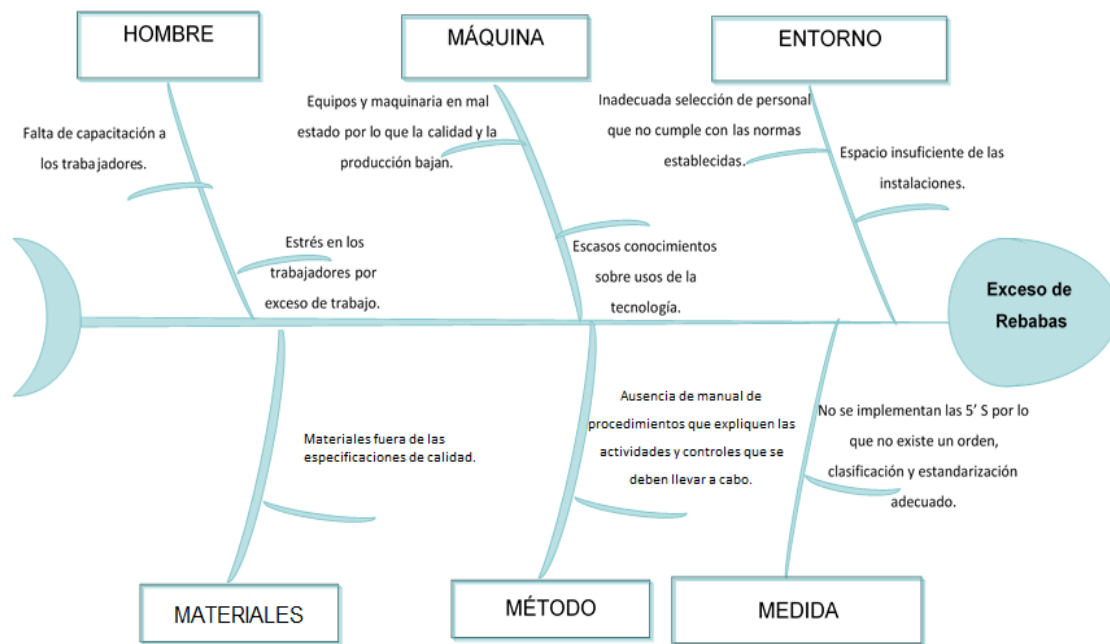 HOMBRE
MÁQUINA
ENTORNO
Falta de capacitación a
los trabajadores.
Estrés en los
trabajadores por
exceso de trabajo.
Equipos y maquinaria en mal
estado por lo que la calidad y la
producción bajan.
Escasos conocimientos
sobre usos de la
tecnología.
Inadecuada selección de personal
que no cumple con las normas
establecidas.
Espacio insuficiente de las
instalaciones.
Exceso de
Rebabas
Materiales fuera de las
especificaciones de calidad.
Ausencia de manual de
procedimientos que expliquen las
actividades y controles que se
deben llevar a cabo.
No se implementan las 5’ S por lo
que no existe un orden,
clasificación y estandarización
adecuado.
MATERIALES
MÉTODO
MEDIDA